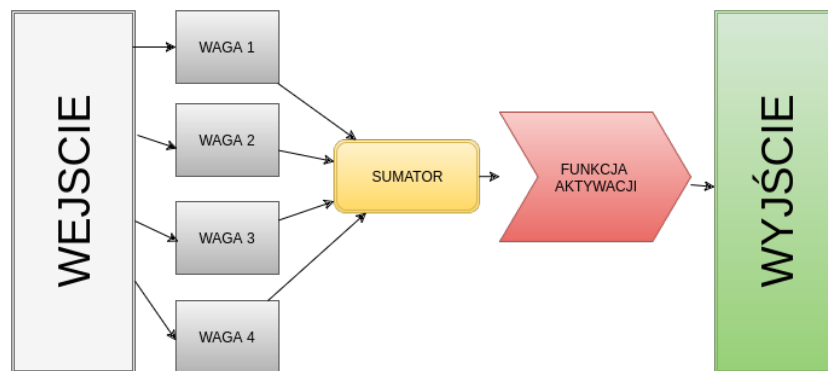 WEJSCIE
WAGA 1
WAGA 2
WAGA 3
WAGA 4
SUMATOR
FUNKCJA
AKTYWACJI
WYJŚCIE